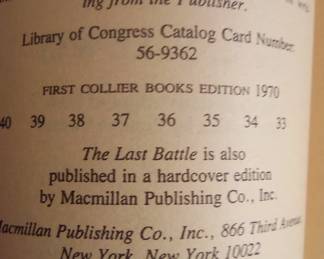 ing from the Publisher.
Library of Congress Catalog Card Number:
56-9362
FIRST COLLIER BOOKS EDITION 1970
40 39 38 37 36 35 34 33
The Last Battle is also
published in a hardcover edition
by Macmillan Publishing Co., Inc.
Macmillan Publishing Co., Inc., 866 Third Avenue
New York, New York 10022